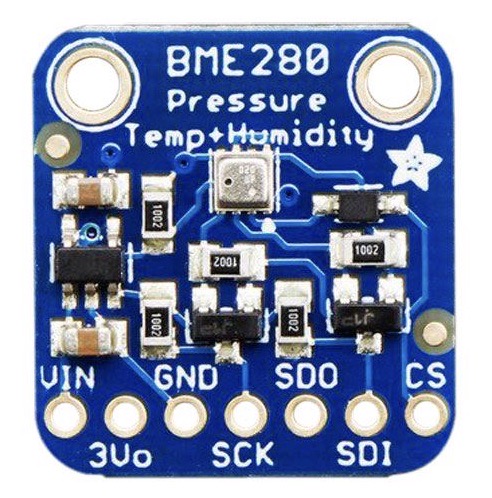 BME280
Pressure
Temp+Humidity
1002
1002
1002
1002
1002
VIN GND SDO CS
3Vo SCK SDI